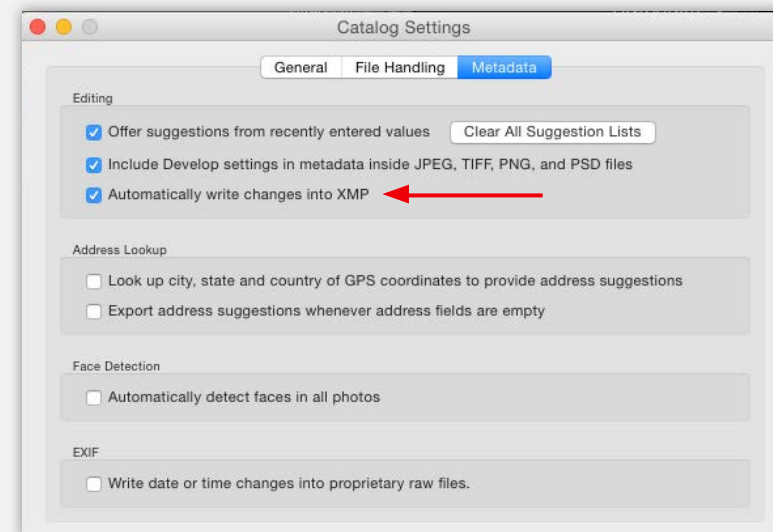 Catalog Settings
General File Handling Metadata
Editing
Offer suggestions from recently entered values Clear All Suggestion Lists
Include Develop settings in metadata inside JPEG, TIFF, PNG, and PSD files
Automatically write changes into XMP
Address Lookup
Look up city, state and country of GPS coordinates to provide address suggestions
Export address suggestions whenever address fields are empty
Face Detection
Automatically detect faces in all photos
EXIF
Write date or time changes into proprietary raw files.